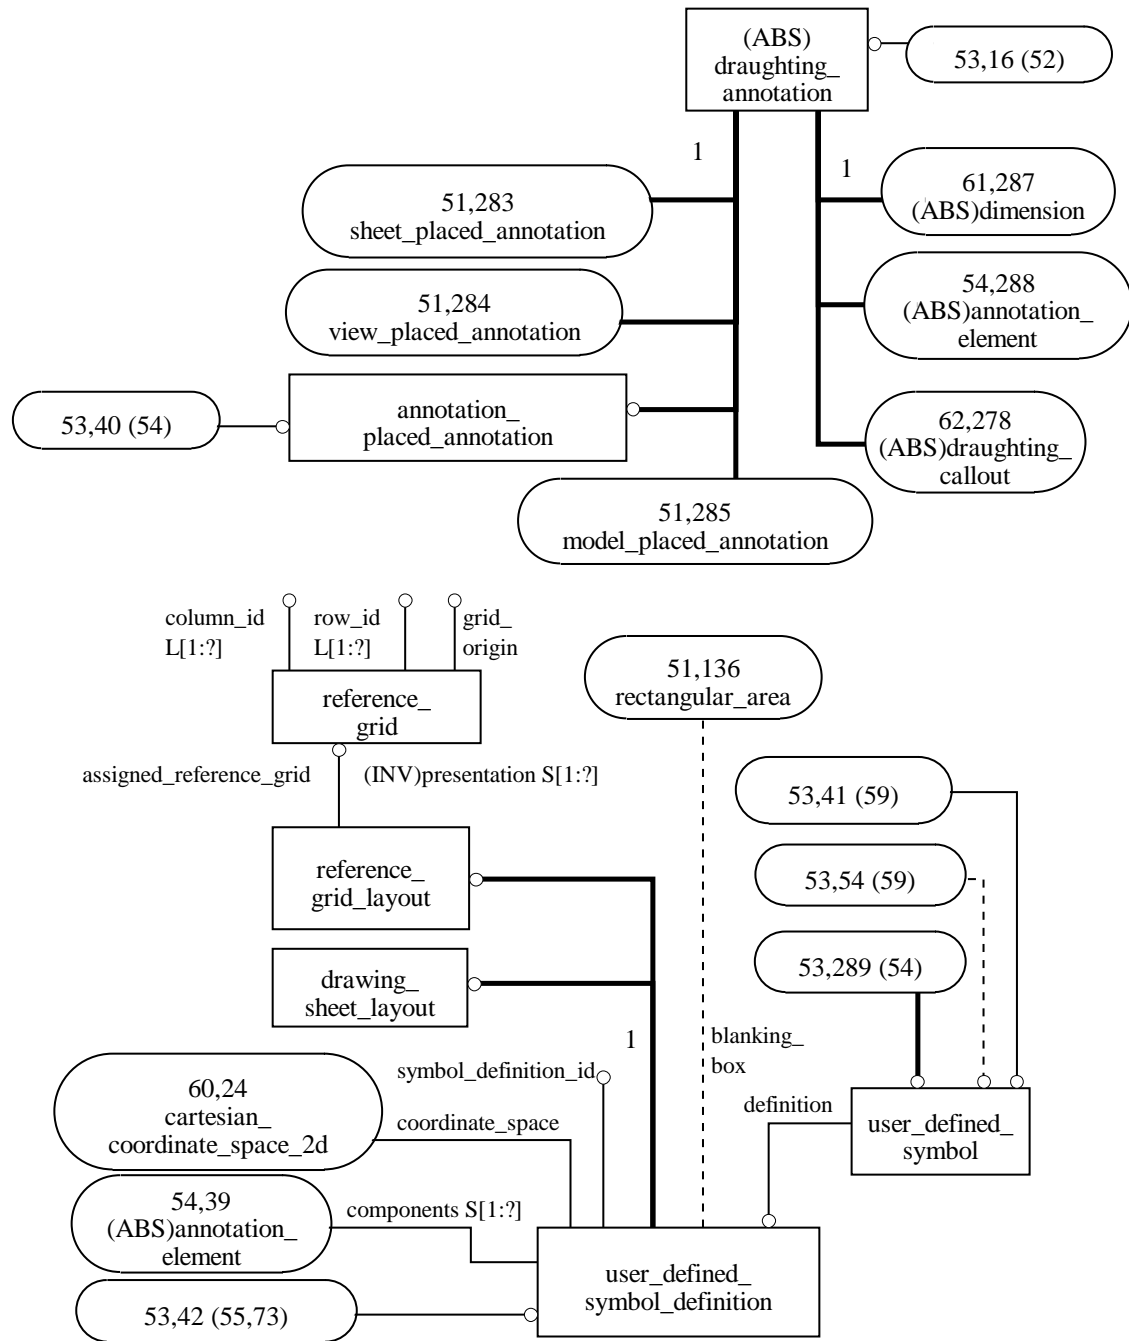 (ABS)
draughting_
annotation
53,16 (52)
1
1
51,283
sheet_placed_annotation
61,287
(ABS)dimension
51,284
view_placed_annotation
54,288
(ABS)annotation_
element
53,40 (54)
annotation_
placed_annotation
62,278
(ABS)draughting_
callout
51,285
model_placed_annotation
column_id
L[1:?]
row_id
L[1:?]
grid_
origin
reference_
grid
51,136
rectangular_area
assigned_reference_grid
(INV)presentation S[1:?]
53,41 (59)
reference_
grid_layout
53,54 (59)
53,289 (54)
drawing_
sheet_layout
1
blanking_
box
60,24
cartesian_
coordinate_space_2d
symbol_definition_id
coordinate_space
definition
user_defined_
symbol
54,39
(ABS)annotation_
element
components S[1:?]
user_defined_
symbol_definition
53,42 (55,73)